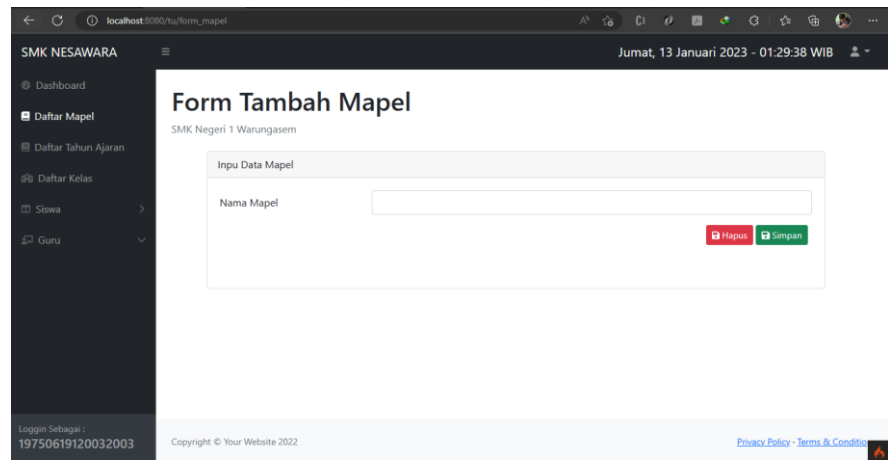 localhost:8080/tu/form_mapel
SMK NESAWARA
Jumat, 13 Januari 2023 - 01:29:38 WIB
Dashboard
Daftar Mapel
Daftar Tahun Ajaran
Daftar Kelas
Siswa
Guru
Form Tambah Mapel
SMK Negeri 1 Warungasem
Inpu Data Mapel
Nama Mapel
Hapus Simpan
Loggin Sebagai :
19750619120032003
Copyright © Your Website 2022
Privacy Policy · Terms & Conditio